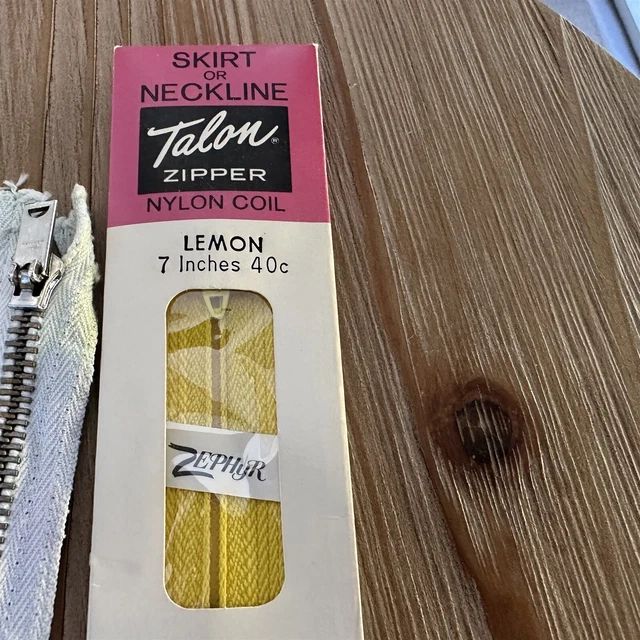 SKIRT
OR
NECKLINE
Talon®
ZIPPER
NYLON COIL
LEMON
7 Inches 40c
ZEPHYR